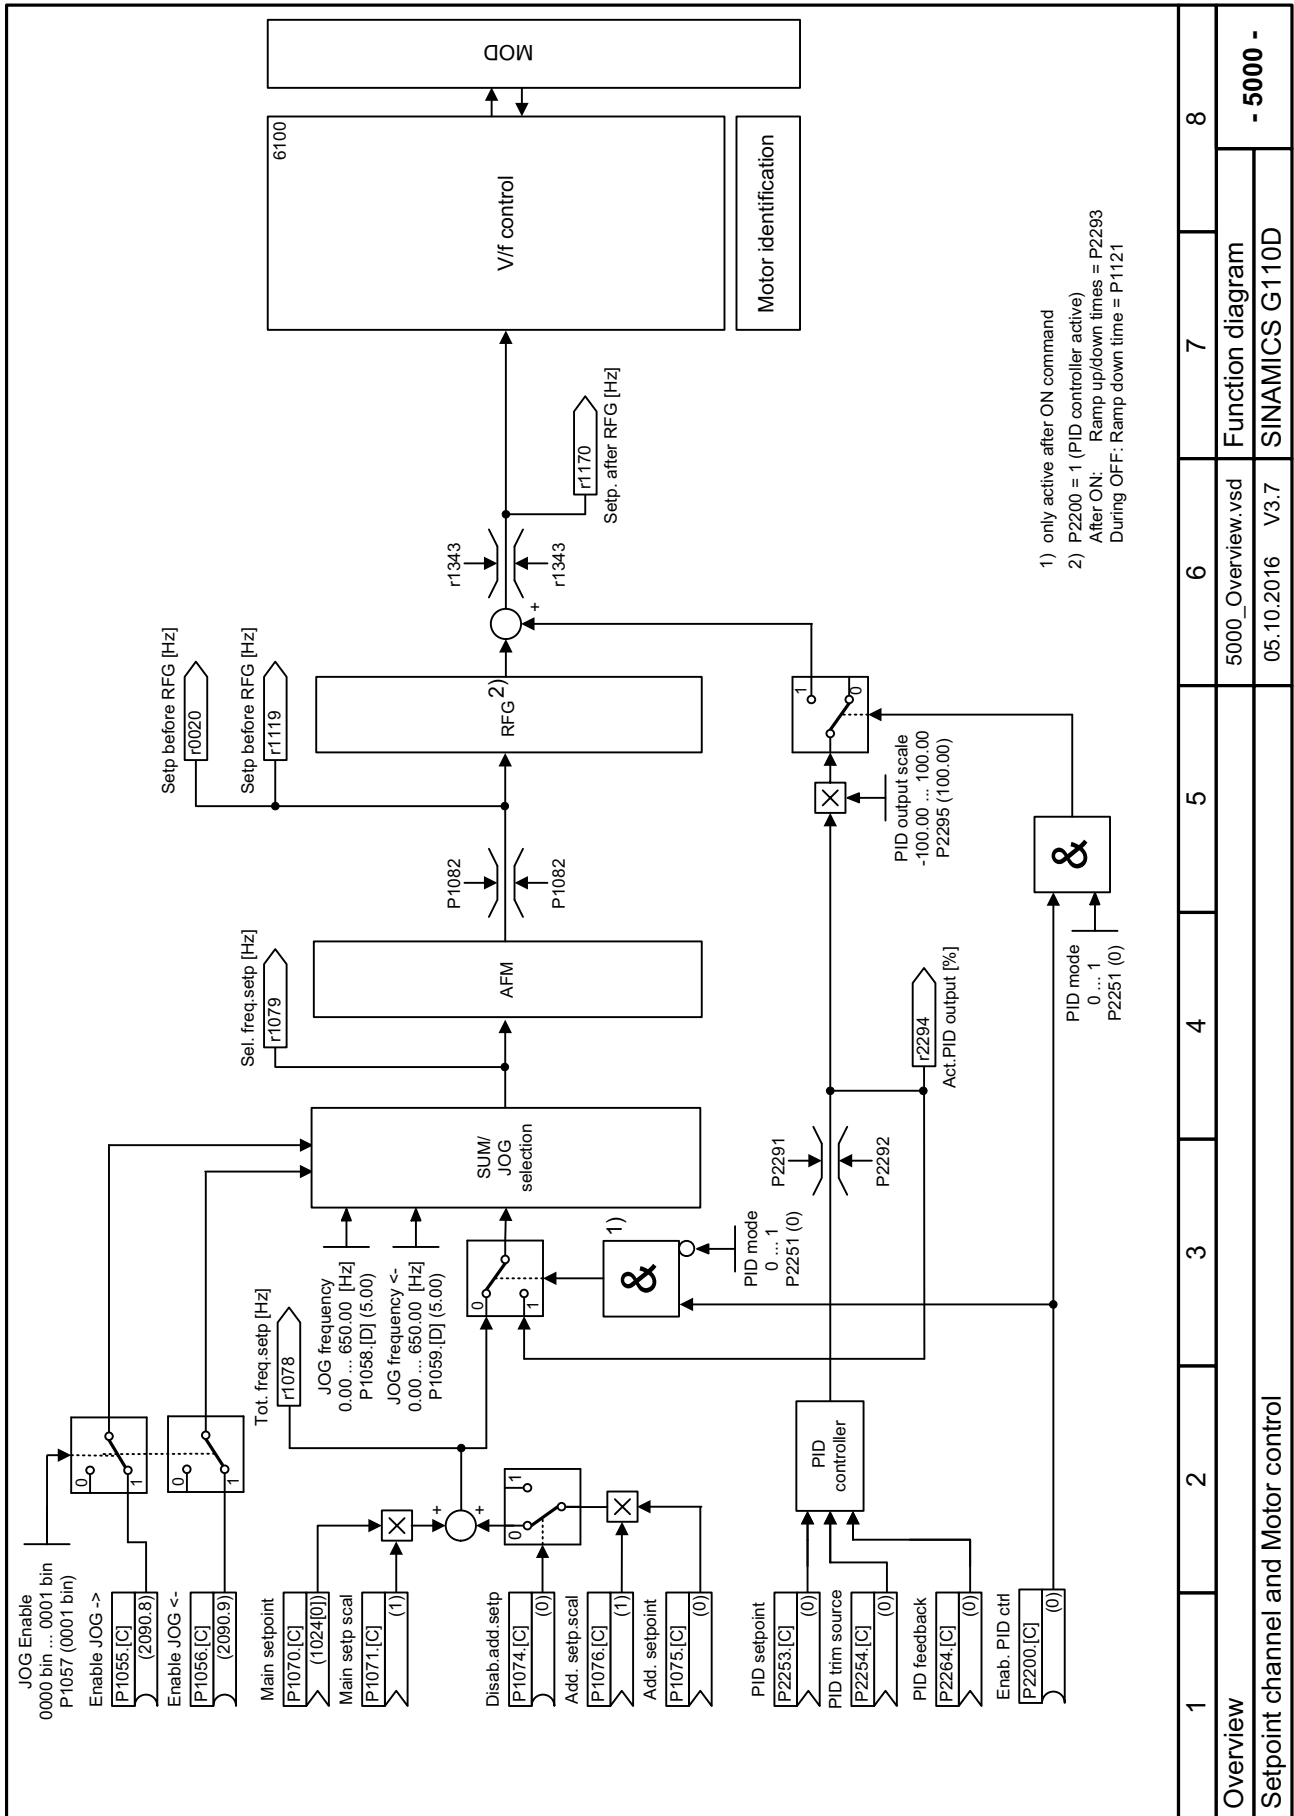 JOG Enable
0000 bin ... 0001 bin
P1057 (0001 bin)
Enable JOG ->
P1055.[C]
(2090.8)
Enable JOG <-
P1056.[C]
(2090.9)
0
1
0
1
Main setpoint
P1070.[C]
(1024[0])
Main setp scal
P1071.[C]
(1)
Disab.add.setp
P1074.[C]
(0)
Add. setp.scal
P1076.[C]
(1)
Add. setpoint
P1075.[C]
(0)
+
+
0
1
Tot. freq.setp [Hz]
r1078
JOG frequency
0.00 ... 650.00 [Hz]
P1058.[D] (5.00)
JOG frequency <-
0.00 ... 650.00 [Hz]
P1059.[D] (5.00)
0
1
SUM/
JOG
selection
&
1)
PID mode
0 ... 1
P2251 (0)
Sel. freq.setp [Hz]
r1079
AFM
P1082
P1082
Setp before RFG [Hz]
r0020
Setp before RFG [Hz]
r1119
RFG 2)
+
r1343
r1343
r1170
Setp. after RFG [Hz]
6100
V/f control
Motor identification
MOD
PID setpoint
P2253.[C]
(0)
PID trim source
P2254.[C]
(0)
PID feedback
P2264.[C]
(0)
Enab. PID ctrl
P2200.[C]
(0)
PID
controller
P2291
P2292
r2294
Act.PID output [%]
PID output scale
-100.00 ... 100.00
P2295 (100.00)
1
0
PID mode
0 ... 1
P2251 (0)
&
1) only active after ON command
2) P2200 = 1 (PID controller active)
After ON: Ramp up/down times = P2293
During OFF: Ramp down time = P1121
1 2 3 4 5 6 7 8
Overview
5000_Overview.vsd
Function diagram
- 5000 -
Setpoint channel and Motor control
05.10.2016 V3.7
SINAMICS G110D